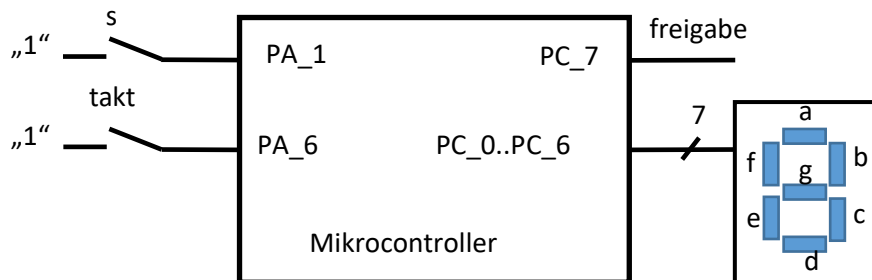 s
„1“
PA_1
PC_7
freigabe
takt
„1“
PA_6
PC_0..PC_6
7
a
f
b
g
e
c
d
Mikrocontroller